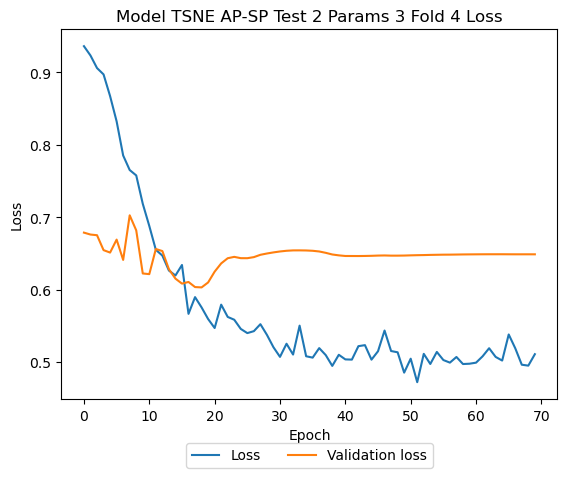 Model TSNE AP-SP Test 2 Params 3 Fold 4 Loss
0.9
0.8
0.7
0.6
0.5
Loss
0 10 20 30 40 50 60 70
Epoch
Loss Validation loss